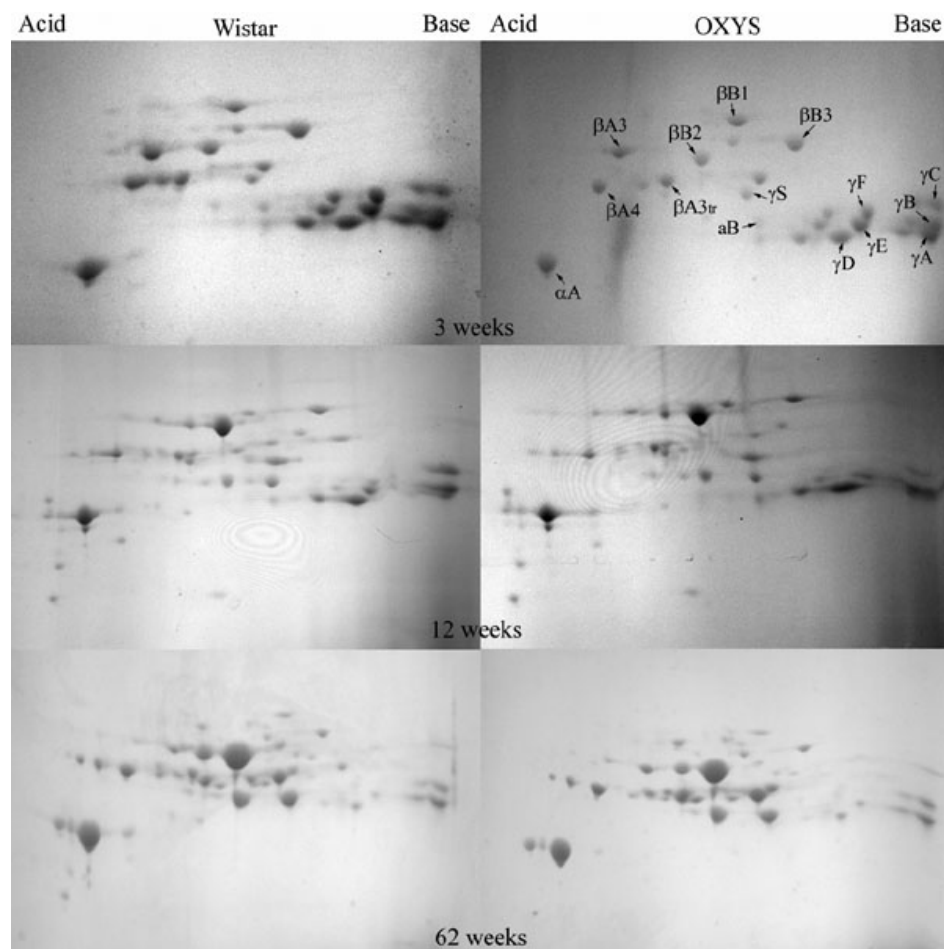 Acid Wistar Base OXYS Base
βB1
βB3
βA3
βB2
γC
γF
γS
γB
βA4
βA3tr
aB
γE
γA
γD
αA
3 weeks
12 weeks
62 weeks